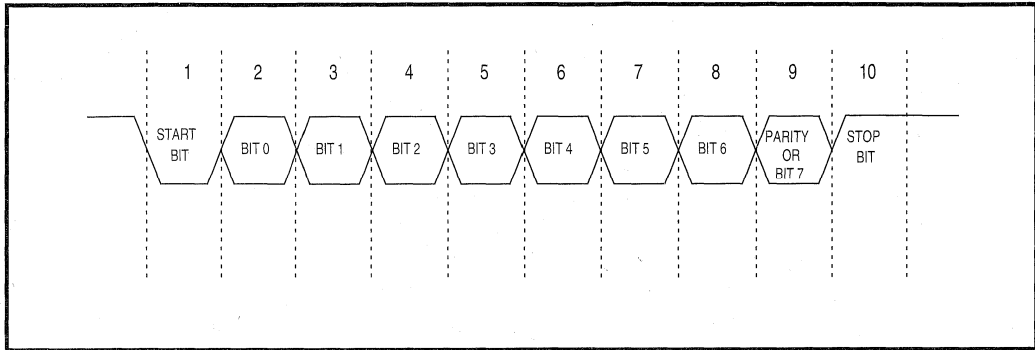 1 2 3 4 5 6 7 8 9 10
START
BIT
BIT 0
BIT 1
BIT 2
BIT 3
BIT 4
BIT 5
BIT 6
PARITY
OR
BIT 7
STOP
BIT